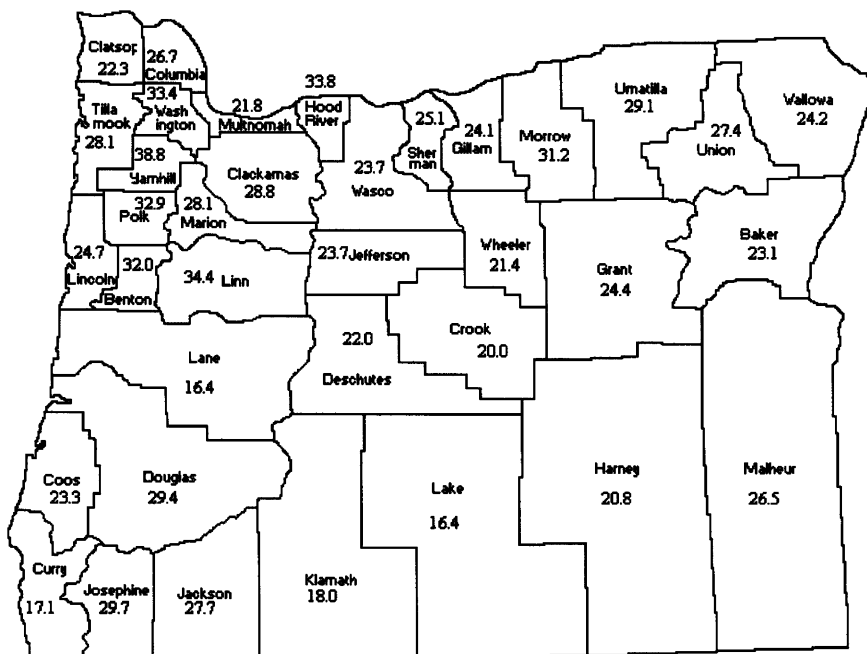 Clatsop
22.3
26.7
Columbia
33.4
Wash
ington
Tilla
mook
28.1
21.8
Multnomah
33.8
Hood
River
25.1
Sher
man
24.1
Gilliam
Morrow
31.2
Umatilla
29.1
27.4
Union
Wallowa
24.2
38.8
Yamhill
Clackamas
28.8
23.7
Wasco
32.9
Polk
28.1
Marion
24.7
Lincoln
32.0
Benton
34.4 Linn
23.7 Jefferson
Wheeler
21.4
Grant
24.4
Baker
23.1
Lane
16.4
22.0
Deschutes
Crook
20.0
Coos
23.3
Douglas
29.4
Lake
16.4
Harney
20.8
Malheur
26.5
Curry
17.1
Josephine
29.7
Jackson
27.7
Klamath
18.0